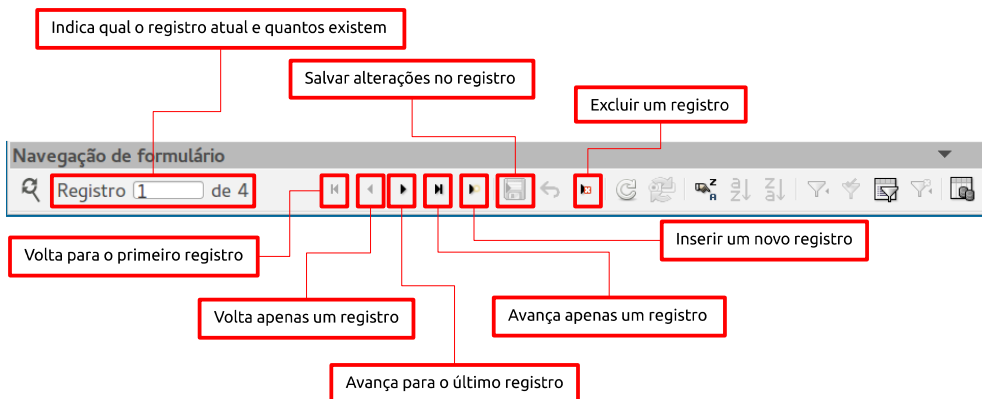 Indica qual o registro atual e quantos existem
Salvar alterações no registro
Excluir um registro
Navegação de formulário
Registro 1 de 4
Volta para o primeiro registro
Inserir um novo registro
Volta apenas um registro
Avança apenas um registro
Avança para o último registro